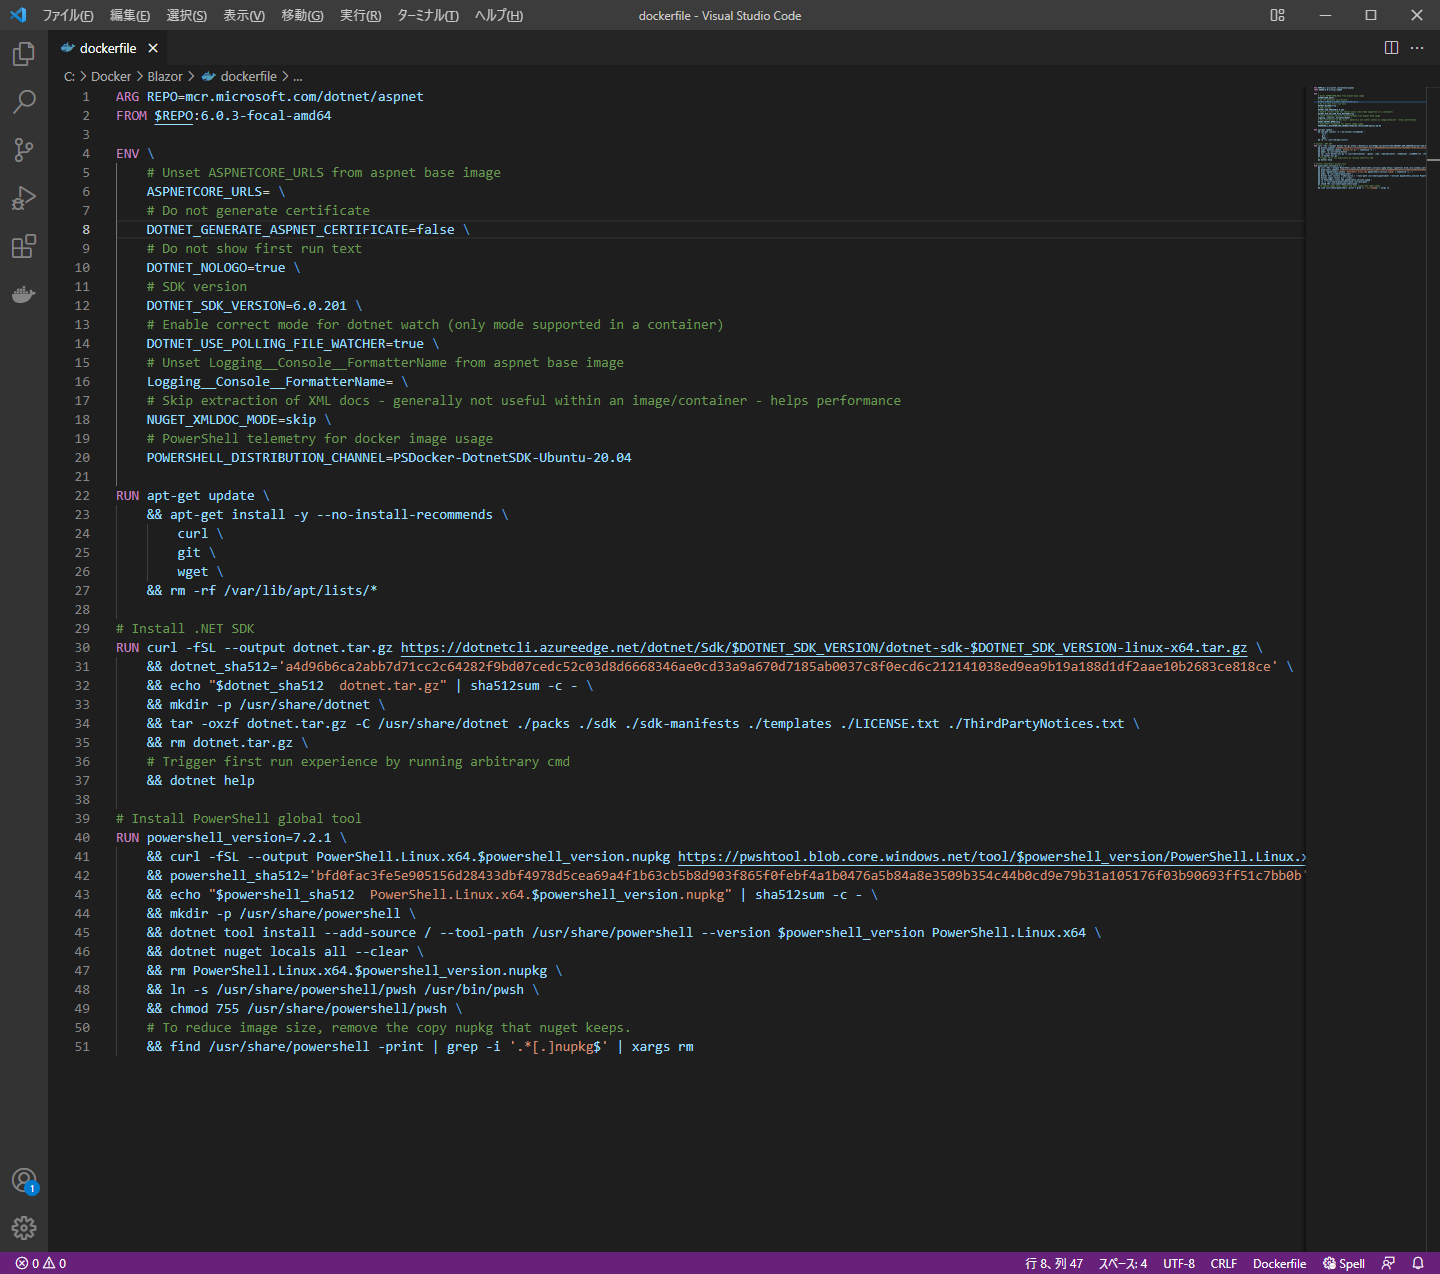 ファイル(F) 編集(E) 選択(S) 表示(V) 移動(G) 実行(R) ターミナル(T) ヘルプ(H) dockerfile - Visual Studio Code
dockerfile
C: > Docker > Blazor > dockerfile > ...
1 ARG REPO=mcr.microsoft.com/dotnet/aspnet
2 FROM $REPO:6.0.3-focal-amd64
3
4 ENV \
5 # Unset ASPNETCORE_URLS from aspnet base image
6 ASPNETCORE_URLS= \
7 # Do not generate certificate
8 DOTNET_GENERATE_ASPNET_CERTIFICATE=false \
9 # Do not show first run text
10 DOTNET_NOLOGO=true \
11 # SDK version
12 DOTNET_SDK_VERSION=6.0.201 \
13 # Enable correct mode for dotnet watch (only mode supported in a container)
14 DOTNET_USE_POLLING_FILE_WATCHER=true \
15 # Unset Logging__Console__FormatterName from aspnet base image
16 Logging__Console__FormatterName= \
17 # Skip extraction of XML docs - generally not useful within an image/container - helps performance
18 NUGET_XMLDOC_MODE=skip \
19 # PowerShell telemetry for docker image usage
20 POWERSHELL_DISTRIBUTION_CHANNEL=PSDocker-DotnetSDK-Ubuntu-20.04
21
22 RUN apt-get update \
23 && apt-get install -y --no-install-recommends \
24 curl \
25 git \
26 wget \
27 && rm -rf /var/lib/apt/lists/*
28
29 # Install .NET SDK
30 RUN curl -fSL --output dotnet.tar.gz https://dotnetcli.azureedge.net/dotnet/Sdk/$DOTNET_SDK_VERSION/dotnet-sdk-$DOTNET_SDK_VERSION-linux-x64.tar.gz \
31 && dotnet_sha512='a4d96b6ca2abb7d71cc2c64282f9bd07cedc52c03d8d6668346ae0cd33a9a670d7185ab0037c8f0ecd6c212141038ed9ea9b19a188d1df2aae10b2683ce818ce' \
32 && echo "$dotnet_sha512  dotnet.tar.gz" | sha512sum -c - \
33 && mkdir -p /usr/share/dotnet \
34 && tar -oxzf dotnet.tar.gz -C /usr/share/dotnet ./packs ./sdk ./sdk-manifests ./templates ./LICENSE.txt ./ThirdPartyNotices.txt \
35 && rm dotnet.tar.gz \
36 # Trigger first run experience by running arbitrary cmd
37 && dotnet help
38
39 # Install PowerShell global tool
40 RUN powershell_version=7.2.1 \
41 && curl -fSL --output PowerShell.Linux.x64.$powershell_version.nupkg https://pwshtool.blob.core.windows.net/tool/$powershell_version/PowerShell.Linux.x
42 && powershell_sha512='bfd0fac3fe5e905156d28433dbf4978d5cea69a4f1b63cb5b8d903f865f0febf4a1b0476a5b84a8e3509b354c44b0cd9e79b31a105176f03b90693ff51c7bb0b'
43 && echo "$powershell_sha512  PowerShell.Linux.x64.$powershell_version.nupkg" | sha512sum -c - \
44 && mkdir -p /usr/share/powershell \
45 && dotnet tool install --add-source / --tool-path /usr/share/powershell --version $powershell_version PowerShell.Linux.x64 \
46 && dotnet nuget locals all --clear \
47 && rm PowerShell.Linux.x64.$powershell_version.nupkg \
48 && ln -s /usr/share/powershell/pwsh /usr/bin/pwsh \
49 && chmod 755 /usr/share/powershell/pwsh \
50 # To reduce image size, remove the copy nupkg that nuget keeps.
51 && find /usr/share/powershell -print | grep -i '.*[.]nupkg$' | xargs rm
1
0 0 行 8、列 47 スペース: 4 UTF-8 CRLF Dockerfile Spell